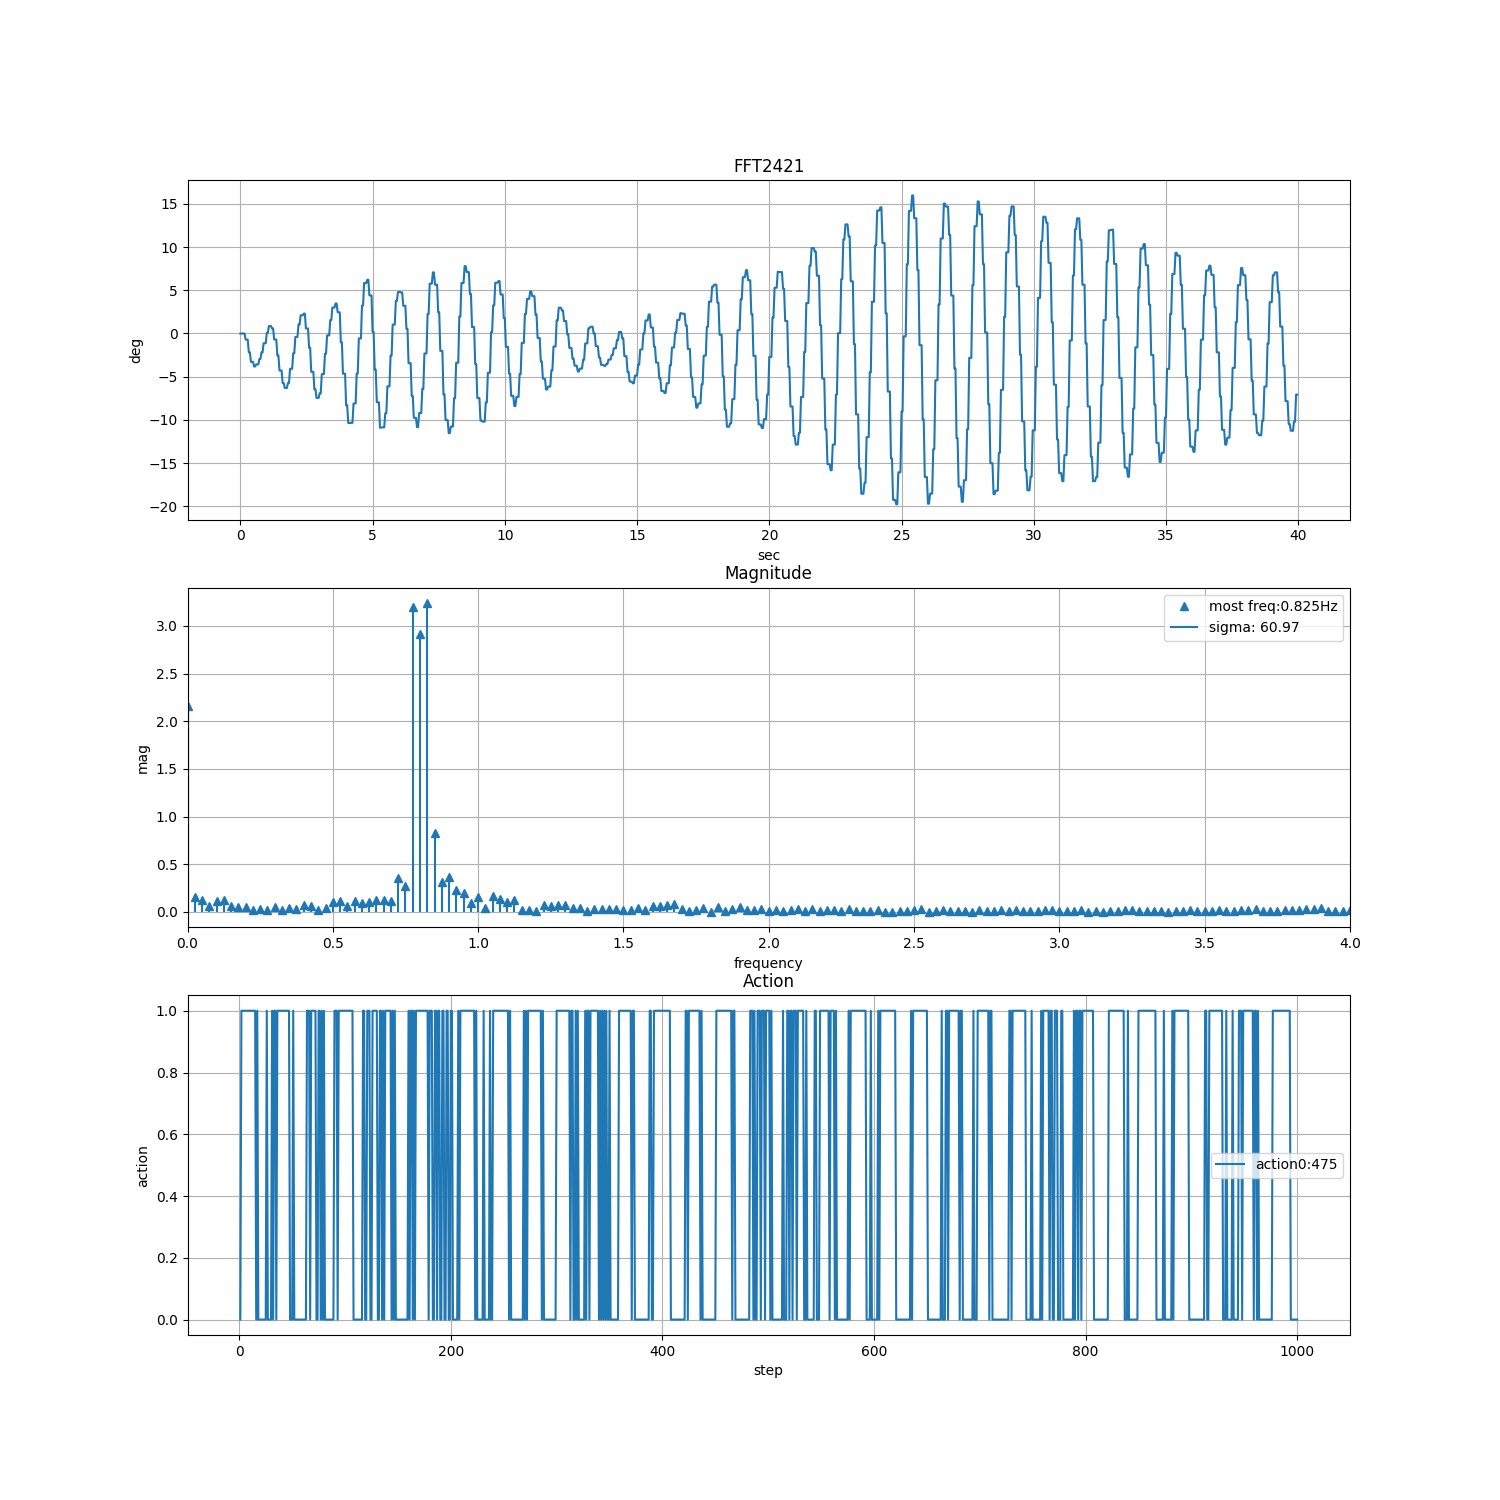 FFT2421
15
10
5
0
−5
−10
−15
−20
deg
0 5 10 15 20 25 30 35 40
sec
Magnitude
most freq:0.825Hz
sigma: 60.97
3.0
2.5
2.0
1.5
1.0
0.5
0.0
mag
0.0 0.5 1.0 1.5 2.0 2.5 3.0 3.5 4.0
frequency
Action
1.0
0.8
0.6
0.4
0.2
0.0
action
action0:475
0 200 400 600 800 1000
step